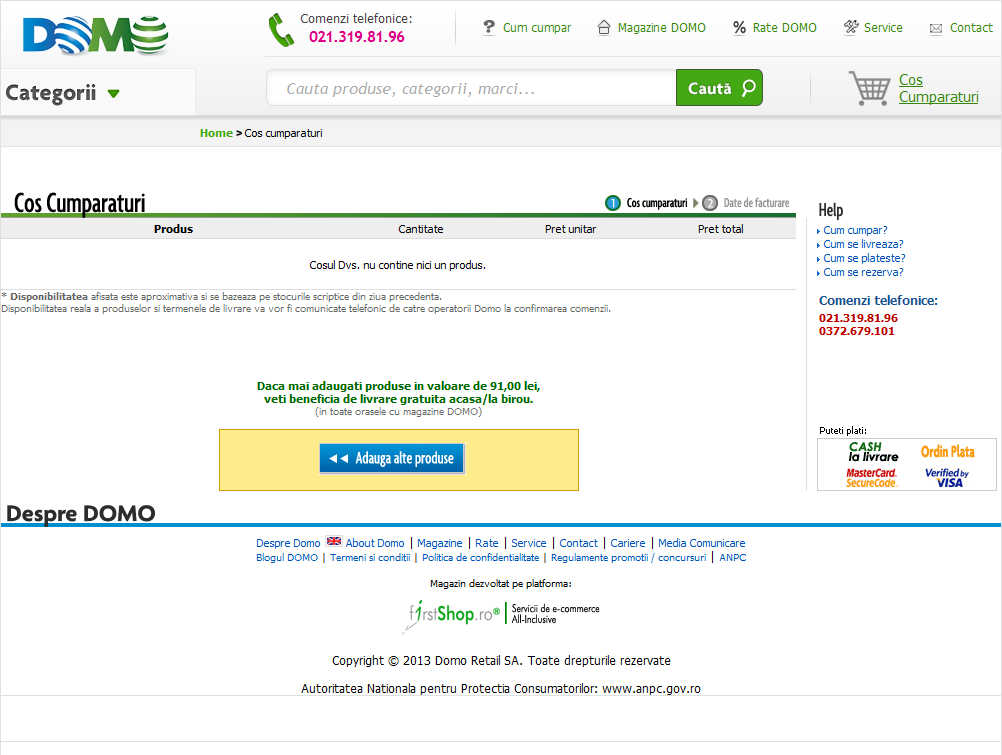 DOMO
Comenzi telefonice:
021.319.81.96
Cum cumpar
Magazine DOMO
Rate DOMO
Service
Contact
Categorii
Cauta produse, categorii, marci...
Caută
Cos
Cumparaturi
Home > Cos cumparaturi
Cos Cumparaturi
1 Cos cumparaturi 2 Date de facturare
Produs Cantitate Pret unitar Pret total
Cosul Dvs. nu contine nici un produs.
* Disponibilitatea afisata este aproximativa si se bazeaza pe stocurile scriptice din ziua precedenta.
Disponibilitatea reala a produselor si termenele de livrare va vor fi comunicate telefonic de catre operatorii Domo la confirmarea comenzii.
Help
Cum cumpar?
Cum se livreaza?
Cum se plateste?
Cum se rezerva?
Comenzi telefonice:
021.319.81.96
0372.679.101
Daca mai adaugati produse in valoare de 91,00 lei,
veti beneficia de livrare gratuita acasa/la birou.
(in toate orasele cu magazine DOMO)
Adauga alte produse
Puteti plati:
CASH
la livrare
Ordin Plata
MasterCard.
SecureCode.
Verified by
VISA
Despre DOMO
Despre Domo About Domo | Magazine | Rate | Service | Contact | Cariere | Media Comunicare
Blogul DOMO | Termeni si conditii | Politica de confidentialitate | Regulamente promotii / concursuri | ANPC
Magazin dezvoltat pe platforma:
f1rstShop.ro®
Servicii de e-commerce
All-Inclusive
Copyright © 2013 Domo Retail SA. Toate drepturile rezervate
Autoritatea Nationala pentru Protectia Consumatorilor: www.anpc.gov.ro